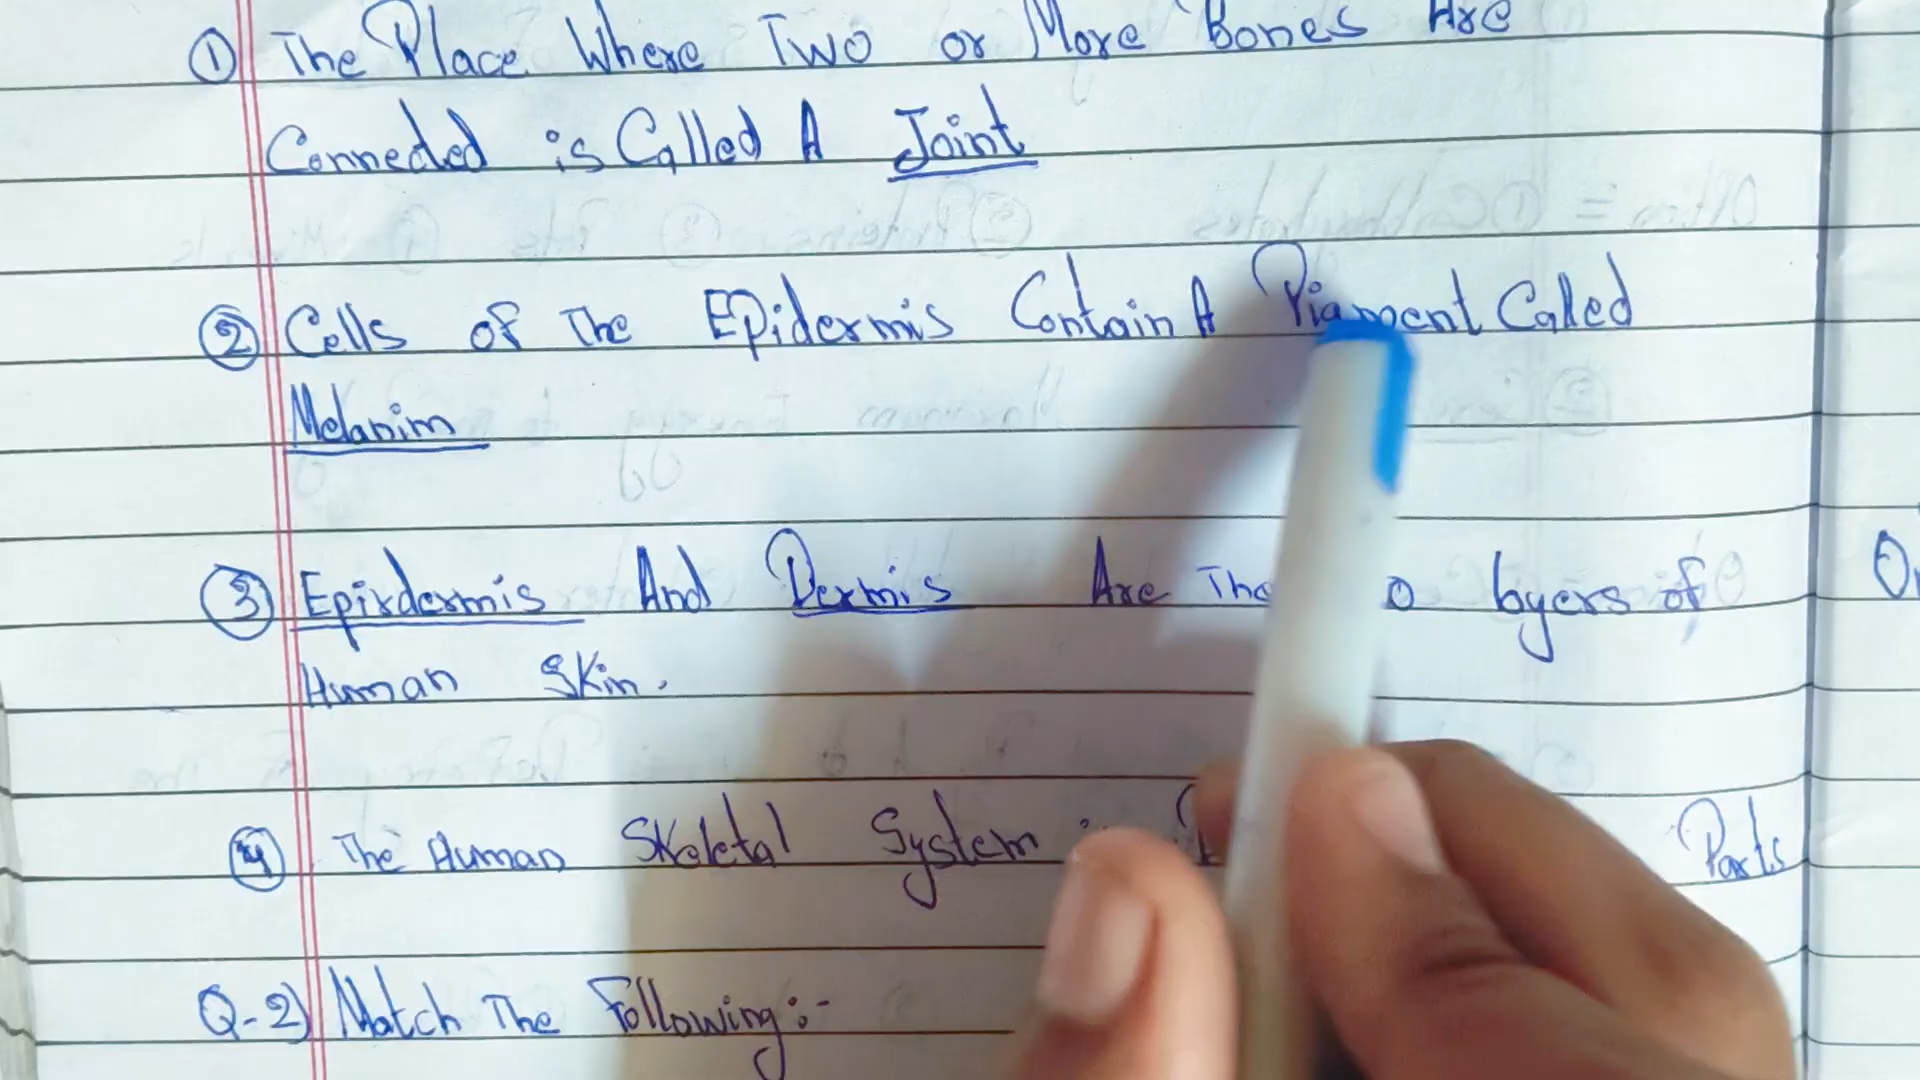 ① The Place Where Two or More Bones Are
Conneded is Called A Joint
② Cells of The Epidermis Contain A Pigment Called
Melanim
③ Epirdermis And Dermis Are The layers of
Human Skin.
④ The Human Skeletal System Parts
Q-2) Match The Following:-